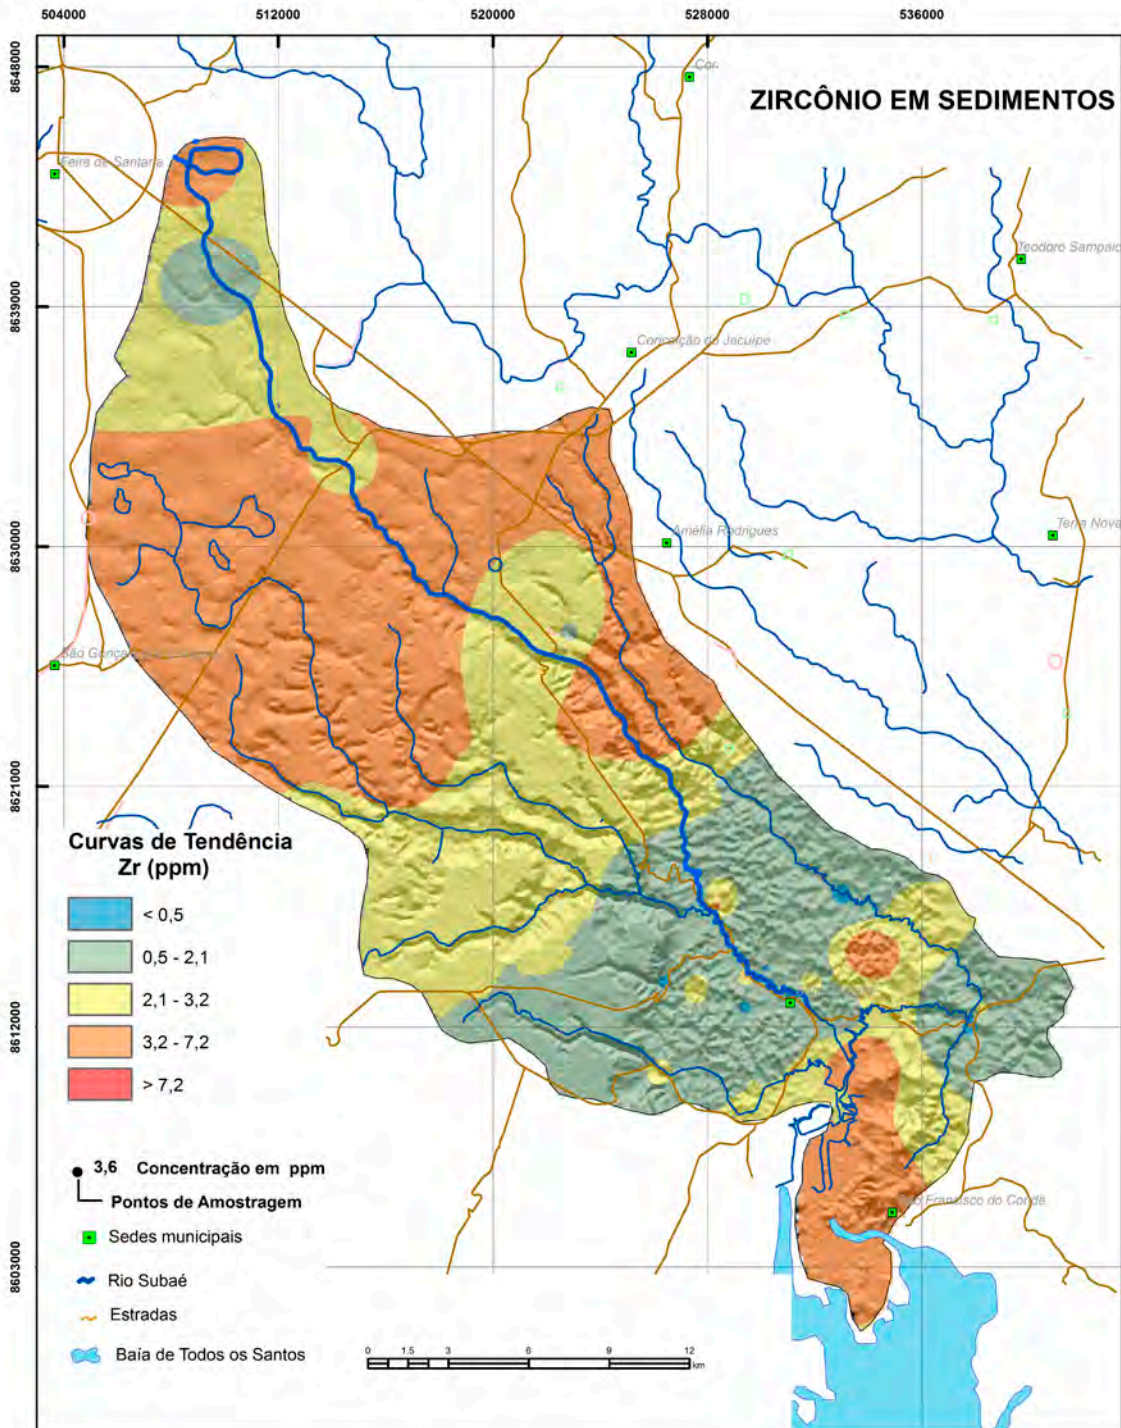 504000 512000 520000 528000 536000
8648000
8639000
8630000
8621000
8612000
8603000
ZIRCÔNIO EM SEDIMENTOS
Cor
Feira de Santana
Teodoro Sampaio
Conceição do Jacuípe
Amélia Rodrigues
Terra Nova
São Gonçalo
São Francisco do Conde
Curvas de Tendência
Zr (ppm)
< 0,5
0,5 - 2,1
2,1 - 3,2
3,2 - 7,2
> 7,2
3,6 Concentração em ppm
Pontos de Amostragem
Sedes municipais
Rio Subaé
Estradas
Baía de Todos os Santos
0 1.5 3 6 9 12
km